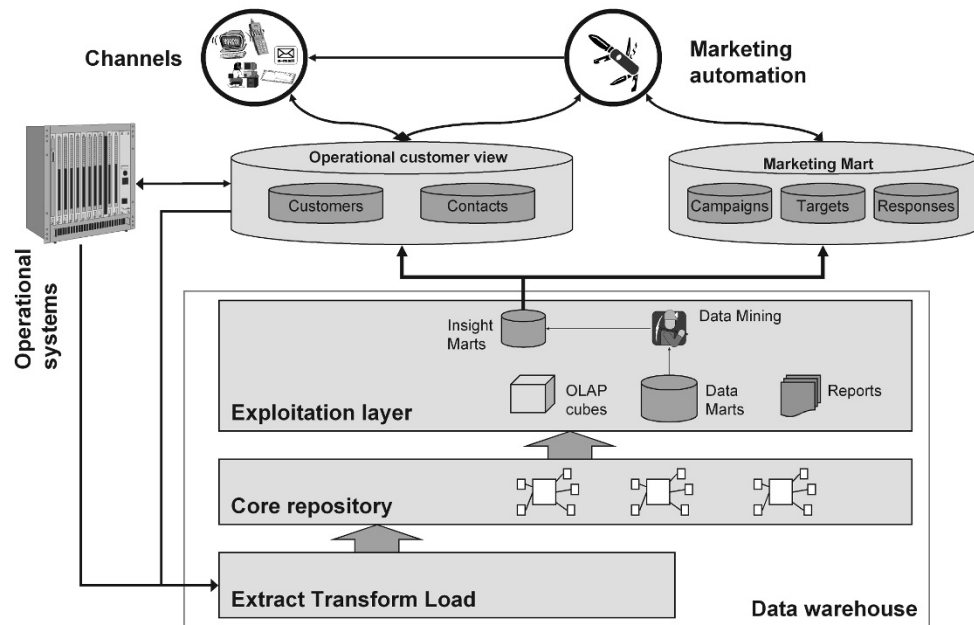 Channels
e-mail
Marketing
automation
Operational customer view
Customers
Contacts
Marketing Mart
Campaigns
Targets
Responses
Operational
systems
Insight
Marts
Data Mining
OLAP
cubes
Data
Marts
Reports
Exploitation layer
Core repository
Extract Transform Load
Data warehouse